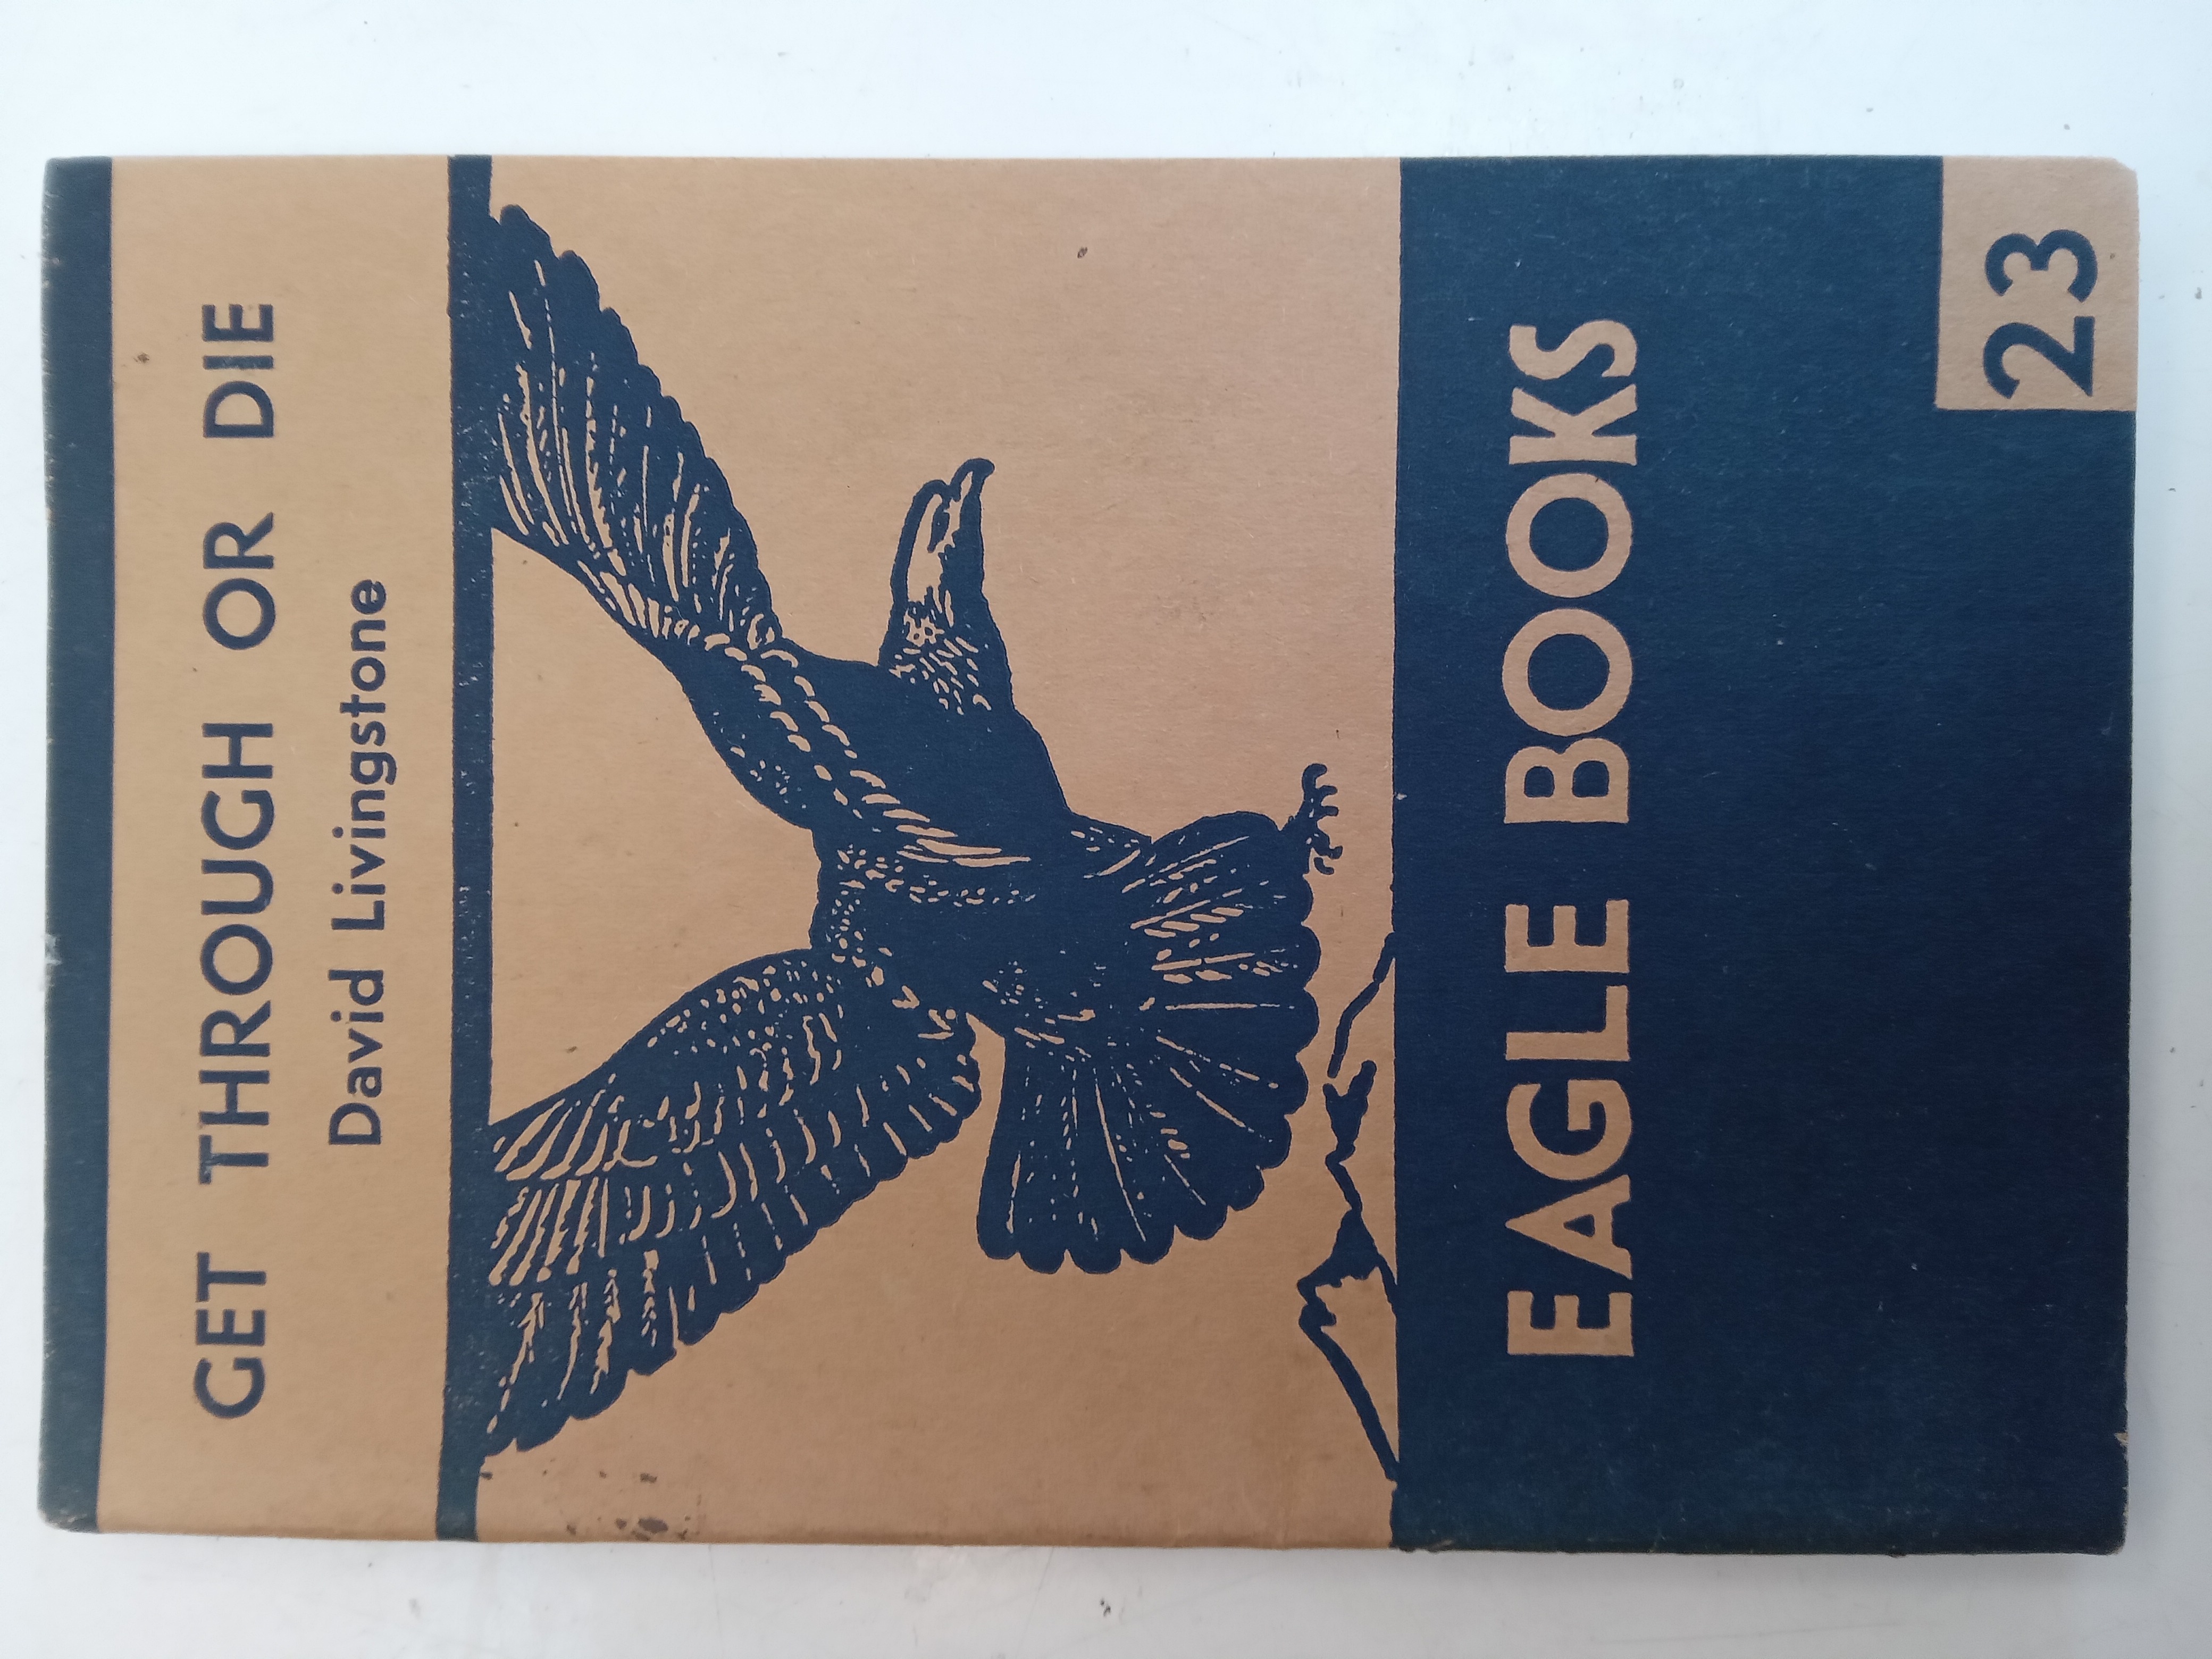 GET THROUGH OR DIE
David Livingstone
EAGLE BOOKS
23